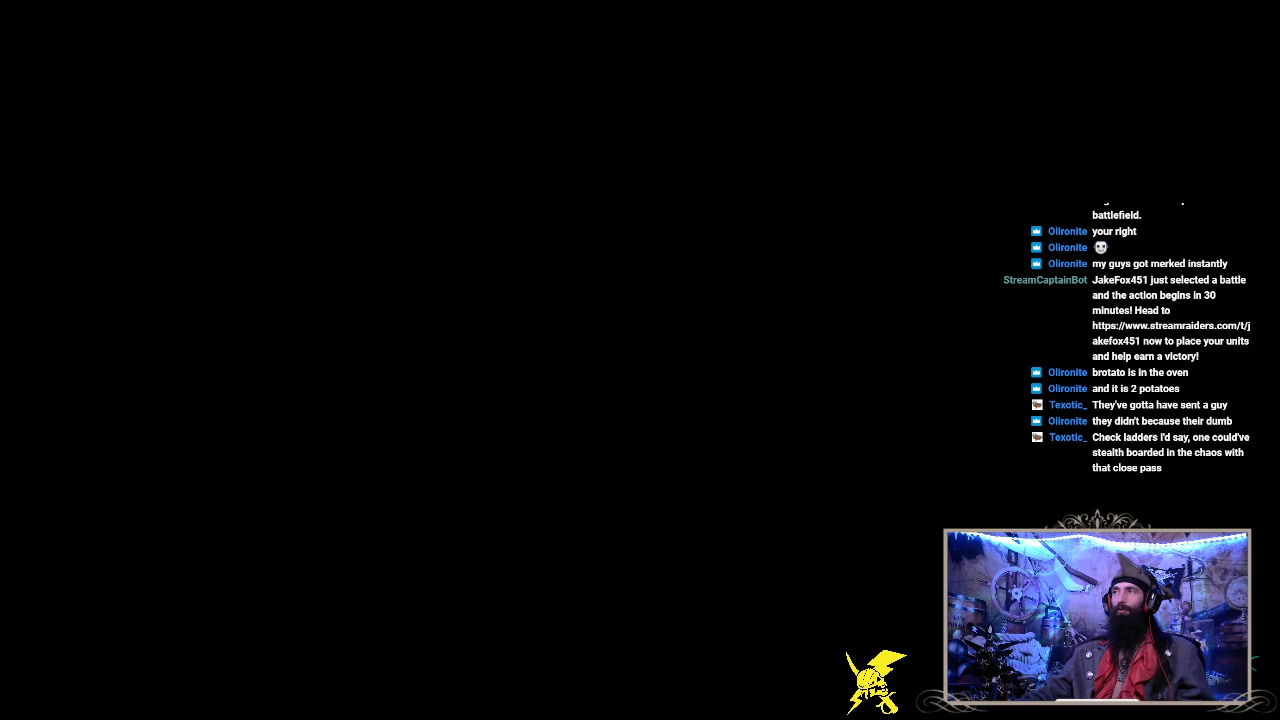 battlefield.
Olironite your right
Olironite
Olironite my guys got merked instantly
StreamCaptainBot JakeFox451 just selected a battle
and the action begins in 30
minutes! Head to
https://www.streamraiders.com/t/j
akefox451 now to place your units
and help earn a victory!
Olironite brotato is in the oven
Olironite and it is 2 potatoes
Texotic_ They've gotta have sent a guy
Olironite they didn't because their dumb
Texotic_ Check ladders I'd say, one could've
stealth boarded in the chaos with
that close pass